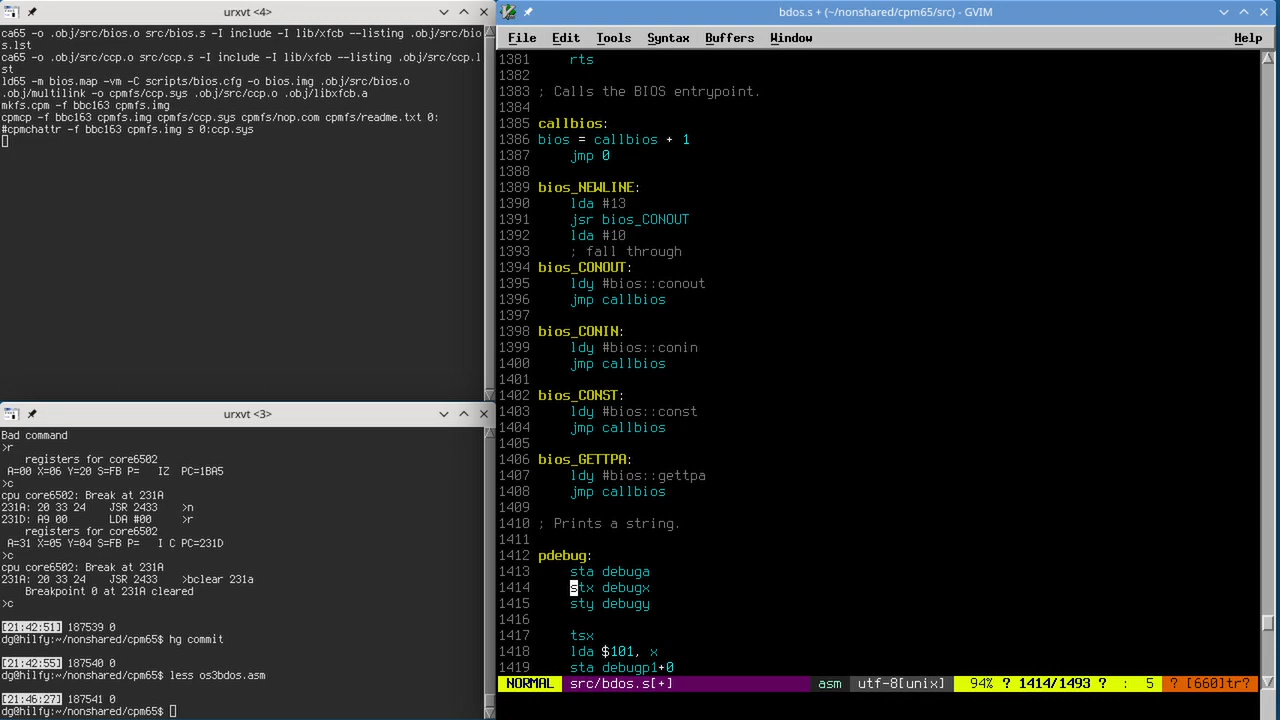 urxvt <4>
ca65 -o .obj/src/bios.o src/bios.s -I include -I lib/xfcb --listing .obj/src/bio
s.lst
ca65 -o .obj/src/ccp.o src/ccp.s -I include -I lib/xfcb --listing .obj/src/ccp.l
st
ld65 -m bios.map -vm -C scripts/bios.cfg -o bios.img .obj/src/bios.o
.obj/multilink -o cpmfs/ccp.sys .obj/src/ccp.o .obj/libxfcb.a
mkfs.cpm -f bbc163 cpmfs.img
cpmcp -f bbc163 cpmfs.img cpmfs/ccp.sys cpmfs/nop.com cpmfs/readme.txt 0:
#cpmchattr -f bbc163 cpmfs.img s 0:ccp.sys
urxvt <3>
Bad command
>r
registers for core6502
A=00 X=06 Y=20 S=FB P=   IZ  PC=1BA5
>c
cpu core6502: Break at 231A
231A: 20 33 24    JSR 2433    >n
231D: A9 00       LDA #00     >r
registers for core6502
A=31 X=05 Y=04 S=FB P=   I C PC=231D
>c
cpu core6502: Break at 231A
231A: 20 33 24    JSR 2433    >bclear 231a
Breakpoint 0 at 231A cleared
>c
[21:42:51] 187539 0
dg@hilfy:~/nonshared/cpm65$ hg commit
[21:42:55] 187540 0
dg@hilfy:~/nonshared/cpm65$ less os3bdos.asm
[21:46:27] 187541 0
dg@hilfy:~/nonshared/cpm65$
bdos.s + (~/nonshared/cpm65/src) - GVIM
File Edit Tools Syntax Buffers Window Help
1381 rts
1382
1383 ; Calls the BIOS entrypoint.
1384
1385 callbios:
1386 bios = callbios + 1
1387 jmp 0
1388
1389 bios_NEWLINE:
1390 lda #13
1391 jsr bios_CONOUT
1392 lda #10
1393 ; fall through
1394 bios_CONOUT:
1395 ldy #bios::conout
1396 jmp callbios
1397
1398 bios_CONIN:
1399 ldy #bios::conin
1400 jmp callbios
1401
1402 bios_CONST:
1403 ldy #bios::const
1404 jmp callbios
1405
1406 bios_GETTPA:
1407 ldy #bios::gettpa
1408 jmp callbios
1409
1410 ; Prints a string.
1411
1412 pdebug:
1413 sta debuga
1414 stx debugx
1415 sty debugy
1416
1417 tsx
1418 lda $101, x
1419 sta debugp1+0
NORMAL src/bdos.s[+] asm utf-8[unix] 94% ? 1414/1493 ? : 5 ? [660]tr?